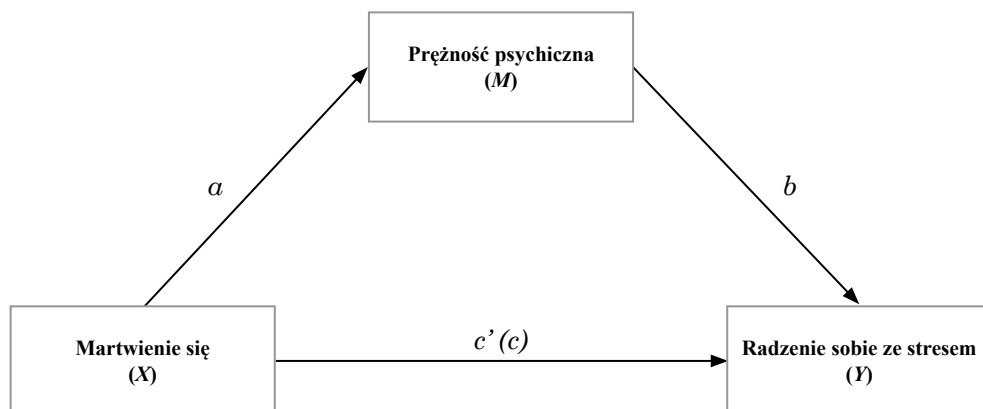 Prężność psychiczna
(M)
a
b
c’ (c)
Martwienie się
(X)
Radzenie sobie ze stresem
(Y)